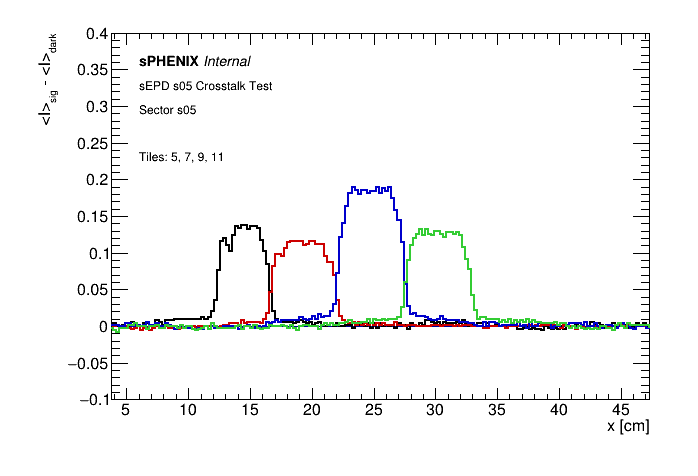 <I>sig - <I>dark
0.4
0.35
0.3
0.25
0.2
0.15
0.1
0.05
0
−0.05
−0.1
sPHENIX Internal
sEPD s05 Crosstalk Test
Sector s05
Tiles: 5, 7, 9, 11
5 10 15 20 25 30 35 40 45
x [cm]